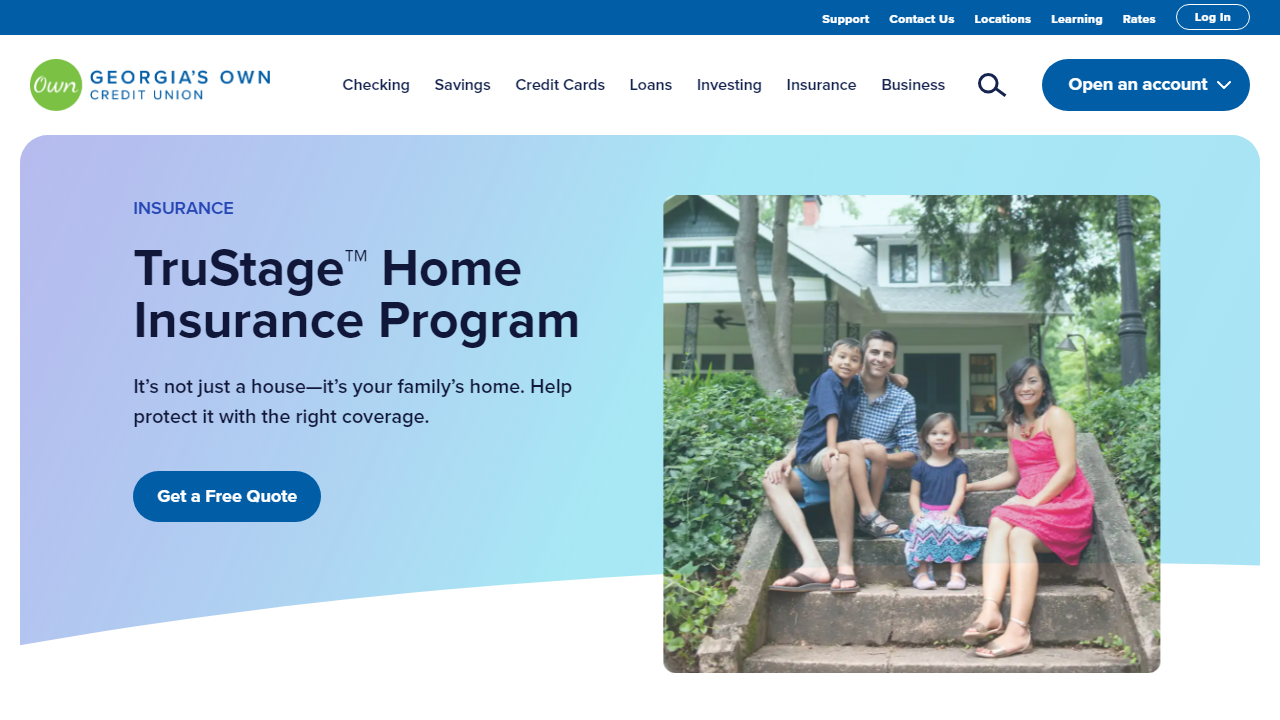 Support Contact Us Locations Learning Rates Log In
Own GEORGIA'S OWN
CREDIT UNION
Checking Savings Credit Cards Loans Investing Insurance Business Open an account
INSURANCE
TruStage™ Home
Insurance Program
It’s not just a house—it’s your family’s home. Help
protect it with the right coverage.
Get a Free Quote